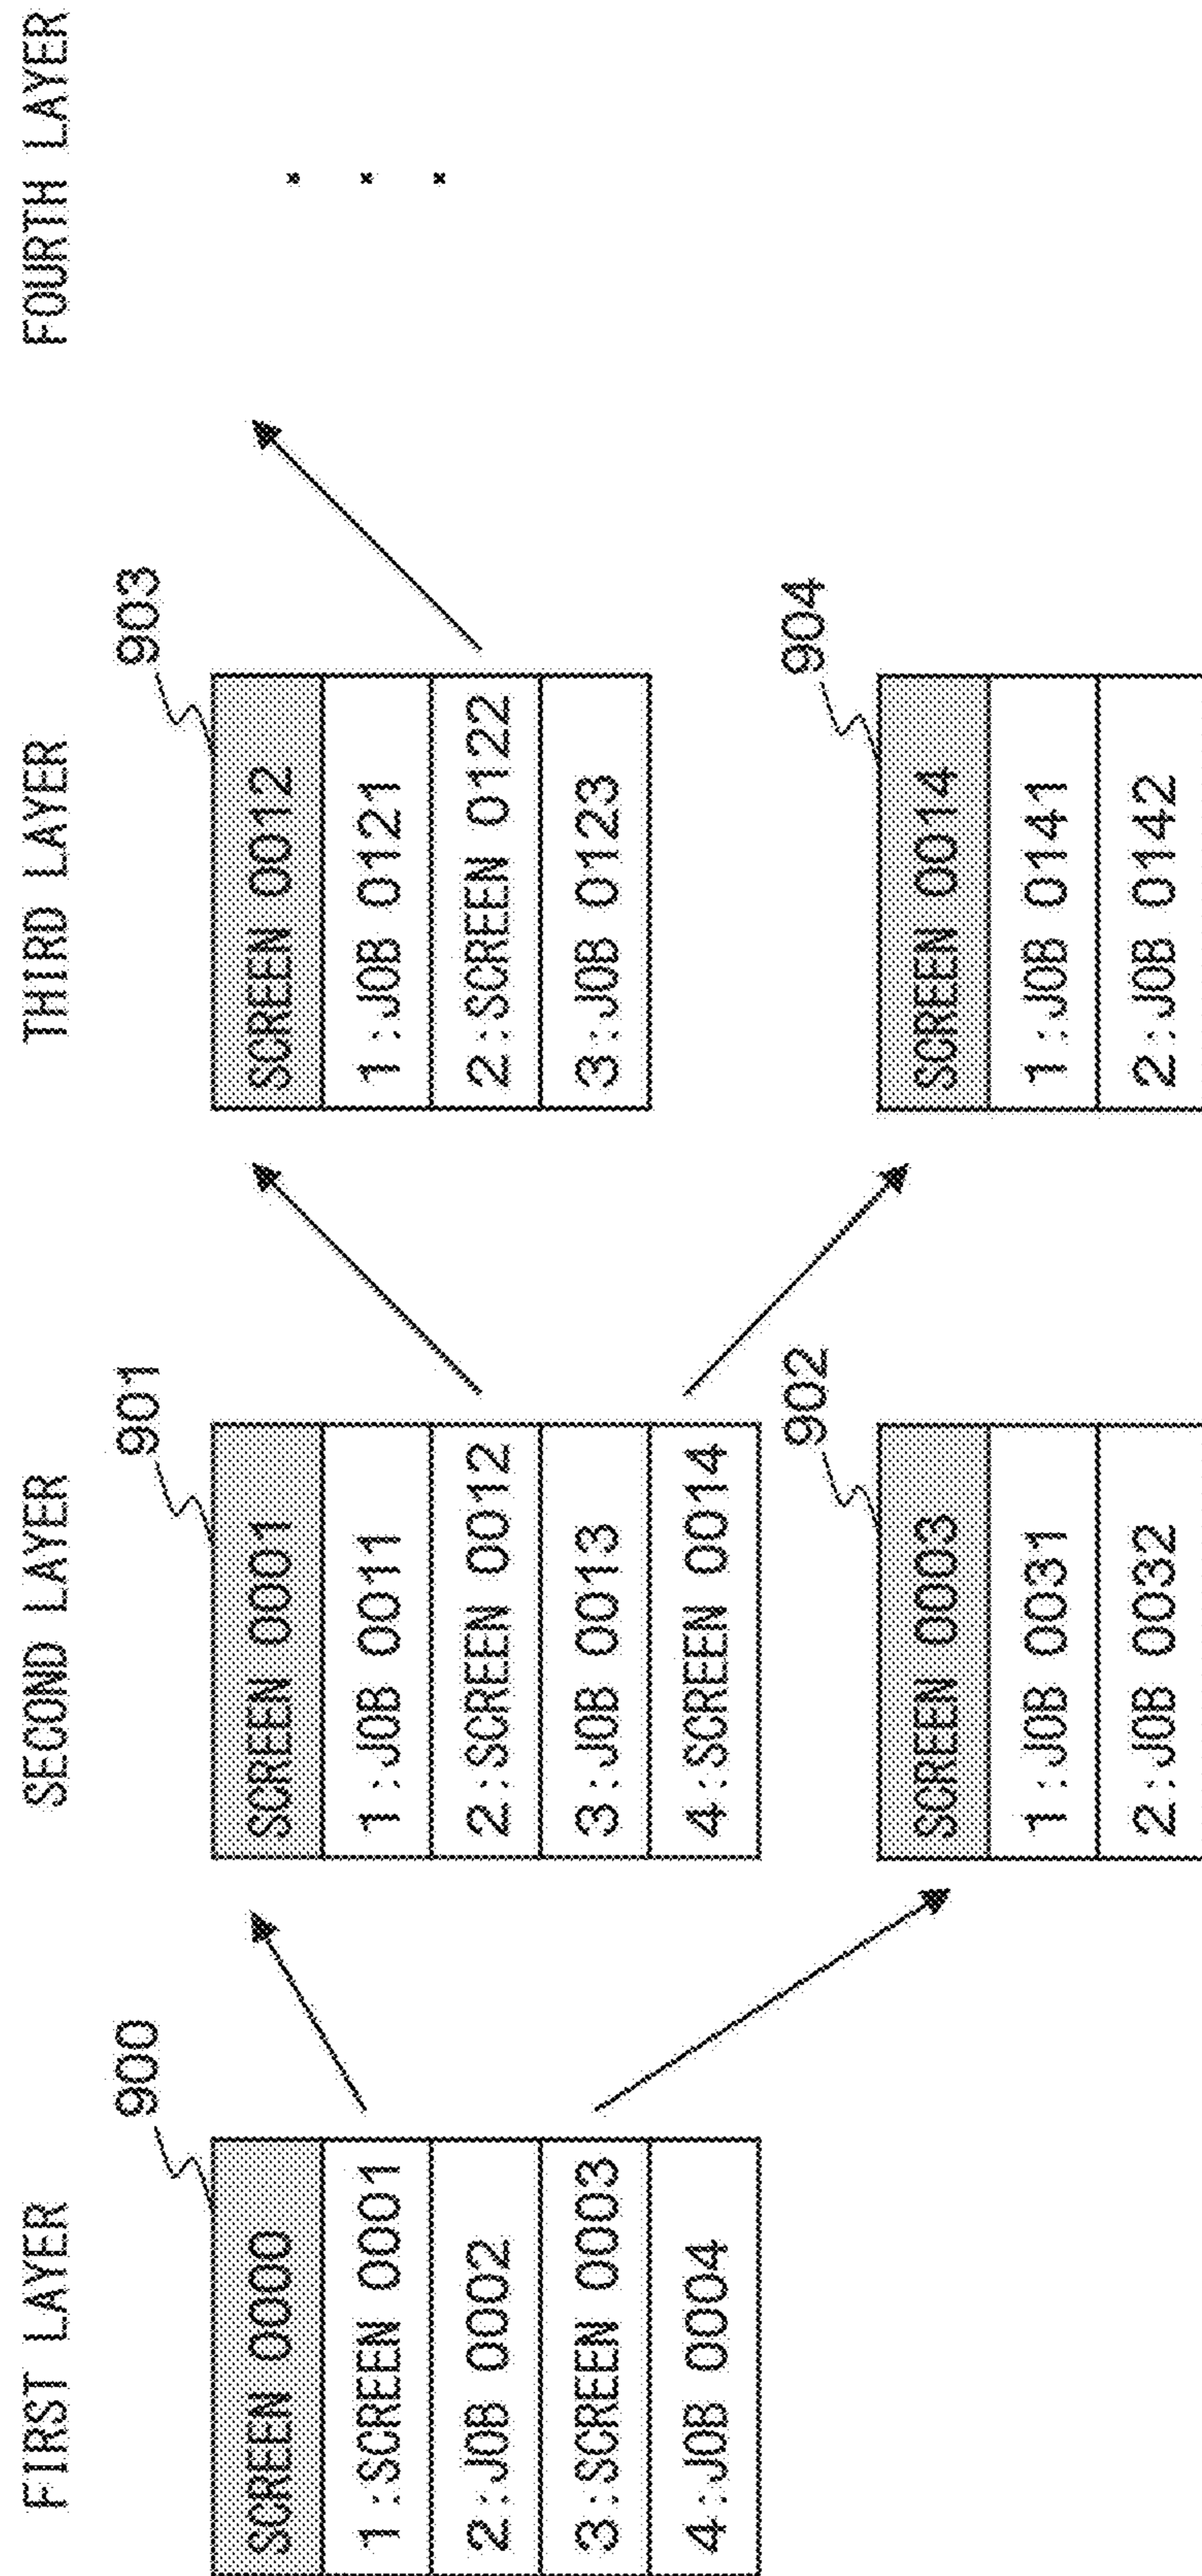 FIRST LAYER
900
SCREEN 0000
1:SCREEN 0001
2:JOB 0002
3:SCREEN 0003
4:JOB 0004
SECOND LAYER
901
SCREEN 0001
1:JOB 0011
2:SCREEN 0012
3:JOB 0013
4:SCREEN 0014
902
SCREEN 0003
1:JOB 0031
2:JOB 0032
THIRD LAYER
903
SCREEN 0012
1:JOB 0121
2:SCREEN 0122
3:JOB 0123
904
SCREEN 0014
1:JOB 0141
2:JOB 0142
FOURTH LAYER